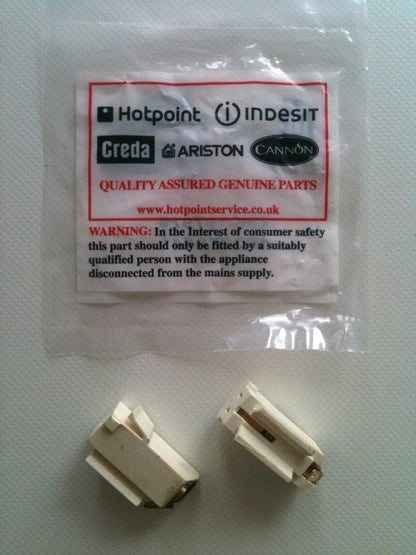 Hotpoint INDESIT
Creda ARISTON CANNON
QUALITY ASSURED GENUINE PARTS
www.hotpointservice.co.uk
WARNING: In the Interest of consumer safety
this part should only be fitted by a suitably
qualified person with the appliance
disconnected from the mains supply.